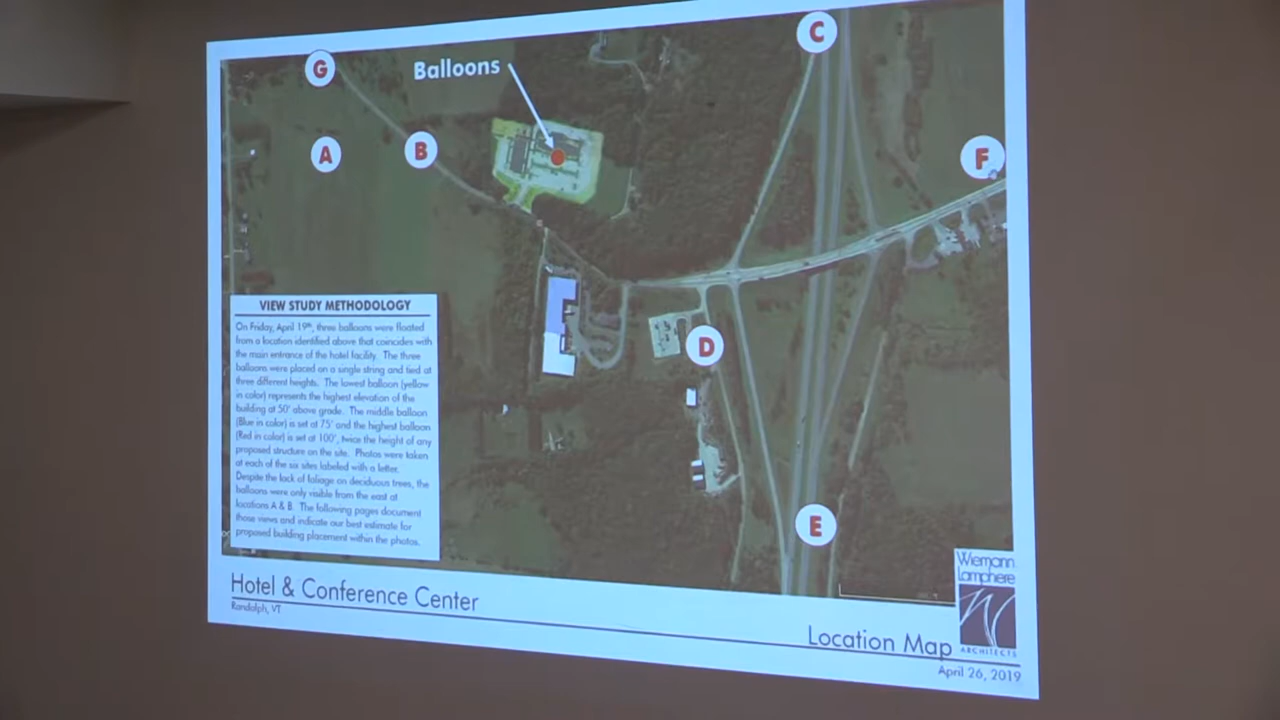 C
G
Balloons
A
B
F
VIEW STUDY METHODOLOGY
On Friday, April 19th, three balloons were floated
from a location identified above that coincides with
the main entrance of the hotel facility. The three
balloons were placed on a single string and tied at
three different heights. The lowest balloon (yellow
in color) represents the highest elevation of the
building at 50' above grade. The middle balloon
(Blue in color) is set at 75' and the highest balloon
(Red in color) is set at 100', twice the height of any
proposed structure on the site. Photos were taken
at each of the six sites labeled with a letter.
Despite the lack of foliage on deciduous trees, the
balloons were only visible from the east at
locations A & B. The following pages document
those views and indicate our best estimate for
proposed building placement within the photos.
D
E
Hotel & Conference Center
Randolph, VT
Wiemann
Lamphere
ARCHITECTS
Location Map
April 26, 2019